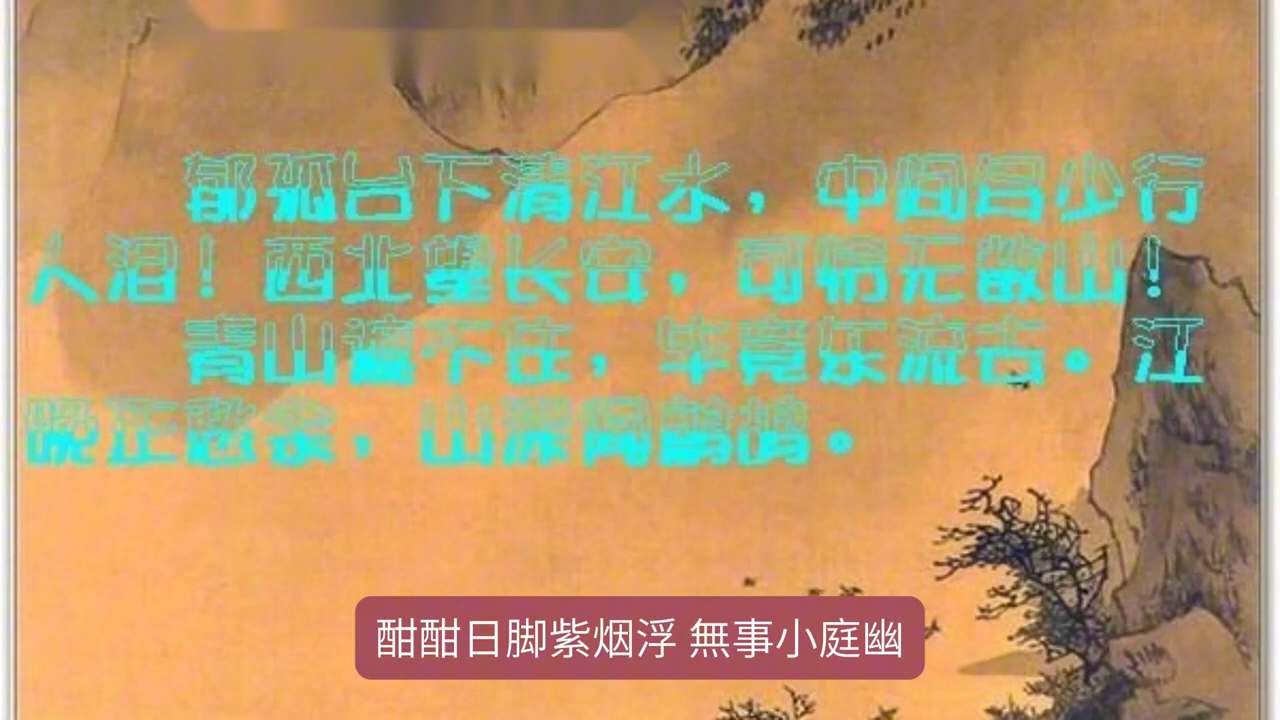 郁孤台下清江水，中间多少行
人泪！西北望长安，可怜无数山！
青山遮不住，毕竟东流去。江
晚正愁余，山深闻鹧鸪。
酣酣日脚紫烟浮 無事小庭幽